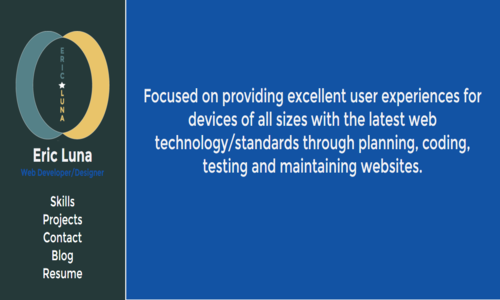 ERIC
LUNA
Eric Luna
Web Developer/Designer
Skills
Projects
Contact
Blog
Resume
Focused on providing excellent user experiences for
devices of all sizes with the latest web
technology/standards through planning, coding,
testing and maintaining websites.